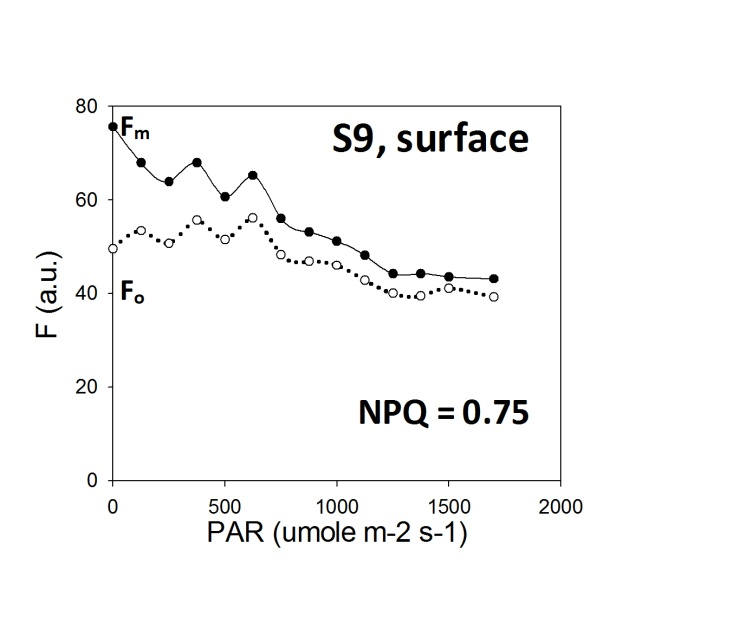 80
Fm
S9, surface
60
F (a.u.)
40
Fo
20
NPQ = 0.75
0
0 500 1000 1500 2000
PAR (umole m-2 s-1)